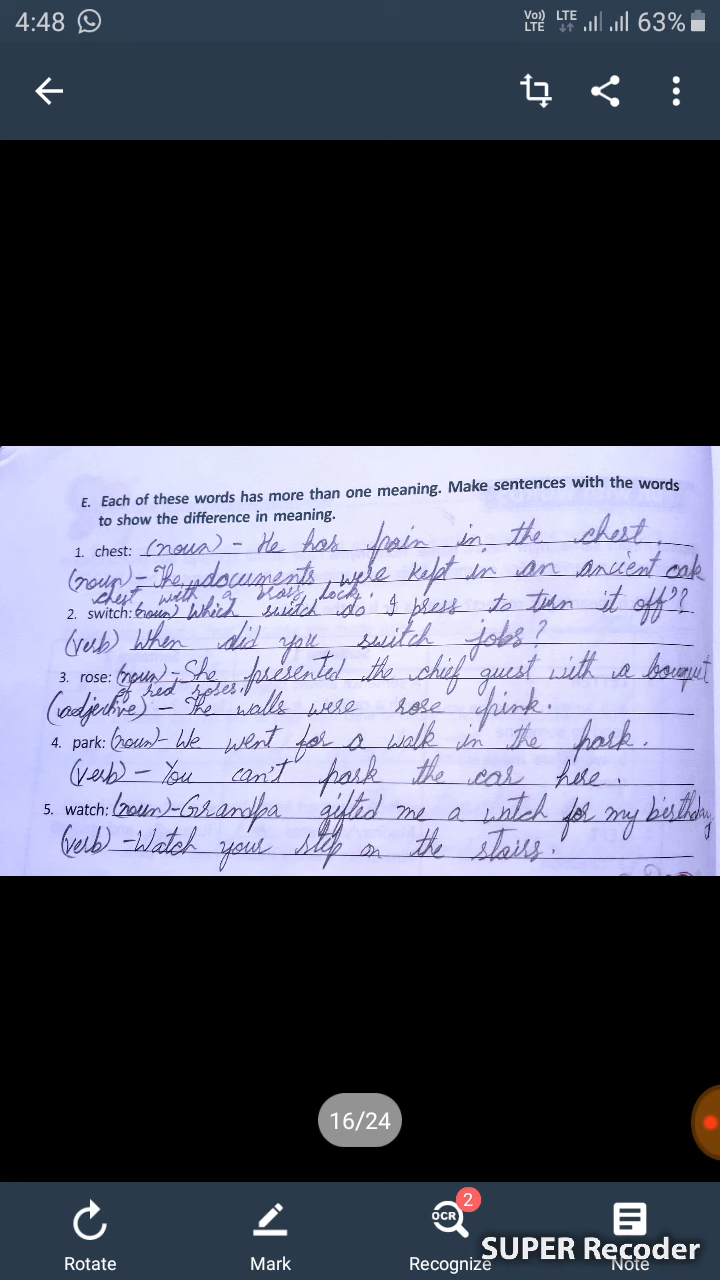 4:48 Vo)) LTE LTE 63%
E. Each of these words has more than one meaning. Make sentences with the words
to show the difference in meaning.
1. chest: (noun) - He has pain in the chest.
(noun) - The documents were kept in an ancient oak
chest with a brass lock.
2. switch: (noun) Which switch do I press to turn it off??
(verb) When did you switch jobs?
3. rose: (noun) - She presented the chief guest with a bouquet
of red roses.
(adjective) - The walls were rose pink.
4. park: (noun) - We went for a walk in the park.
(verb) - You can't park the car here.
5. watch: (noun) - Grandpa gifted me a watch for my birthday
(verb) - Watch your step on the stairs.
16/24
OCR 2
Rotate Mark Recognize Note
SUPER Recoder